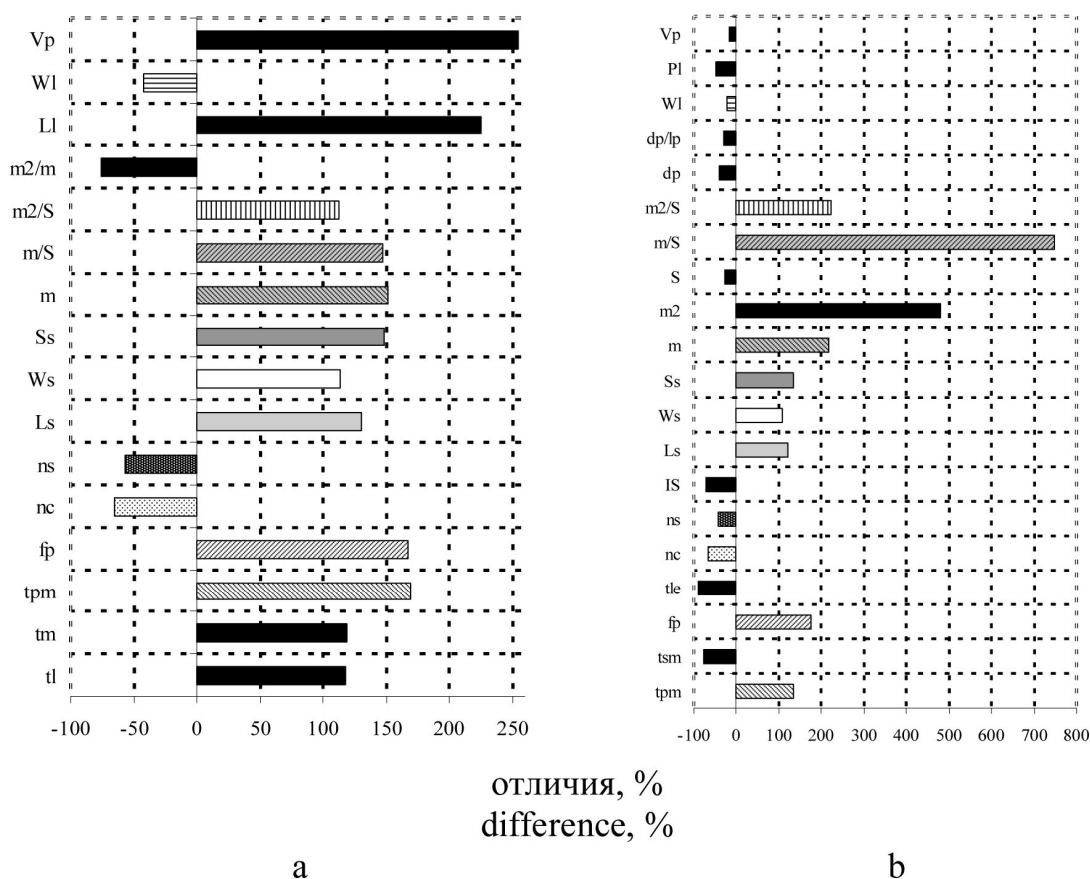 Vp
Wl
Ll
m2/m
m2/S
m/S
m
Ss
Ws
Ls
ns
nc
fp
tpm
tm
tl
-100 -50 0 50 100 150 200 250
Vp
Pl
Wl
dp/lp
dp
m2/S
m/S
S
m2
m
Ss
Ws
Ls
IS
ns
nc
tle
fp
tsm
tpm
-100 0 100 200 300 400 500 600 700 800
отличия, %
difference, %
a b